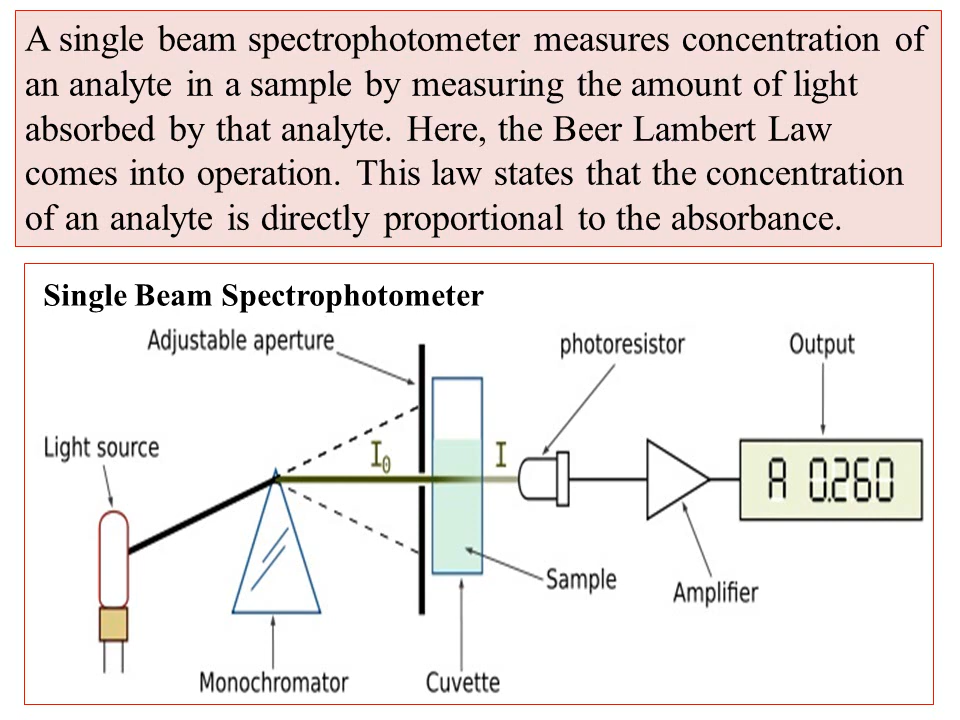 A single beam spectrophotometer measures concentration of
an analyte in a sample by measuring the amount of light
absorbed by that analyte. Here, the Beer Lambert Law
comes into operation. This law states that the concentration
of an analyte is directly proportional to the absorbance.
Single Beam Spectrophotometer
Adjustable aperture
photoresistor
Output
Light source
I₀
I
A 0.260
Sample
Amplifier
Monochromator
Cuvette